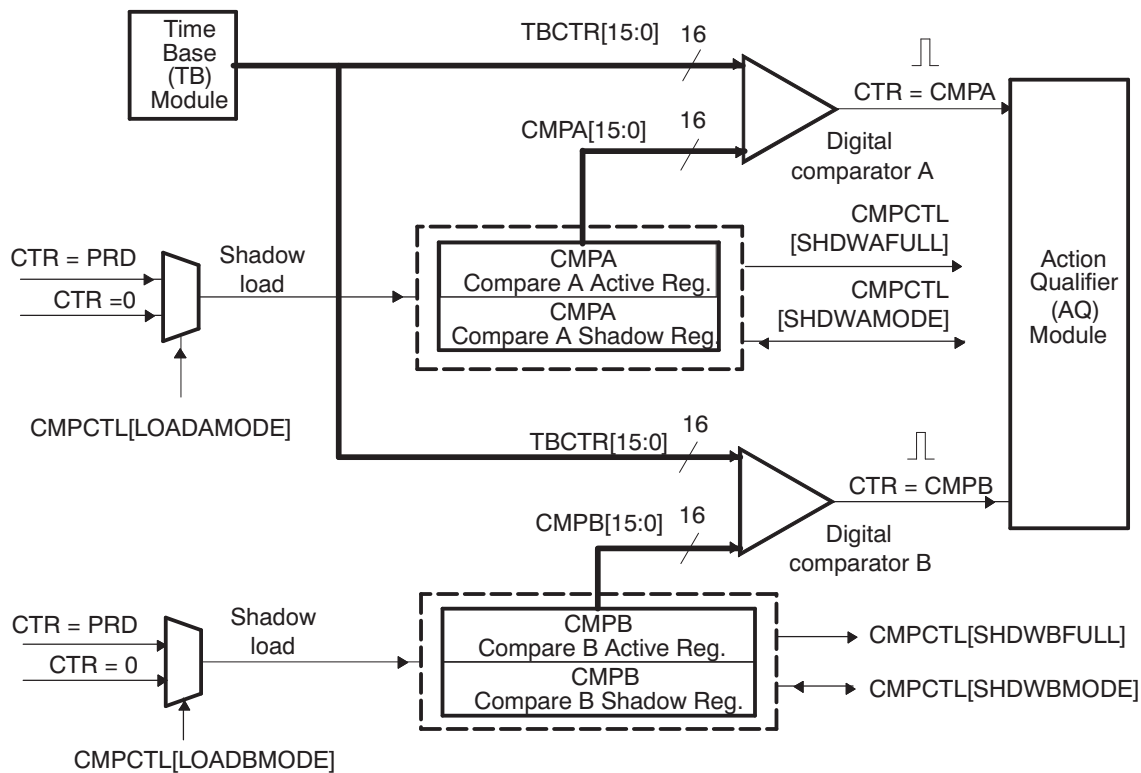 Time
Base
(TB)
Module
TBCTR[15:0]
16
CTR = CMPA
CMPA[15:0]
16
Digital
comparator A
CTR = PRD
CTR =0
Shadow
load
CMPA
Compare A Active Reg.
CMPA
Compare A Shadow Reg.
CMPCTL
[SHDWAFULL]
CMPCTL
[SHDWAMODE]
Action
Qualifier
(AQ)
Module
CMPCTL[LOADAMODE]
TBCTR[15:0]
16
CTR = CMPB
CMPB[15:0]
16
Digital
comparator B
CTR = PRD
CTR = 0
Shadow
load
CMPB
Compare B Active Reg.
CMPB
Compare B Shadow Reg.
CMPCTL[SHDWBFULL]
CMPCTL[SHDWBMODE]
CMPCTL[LOADBMODE]